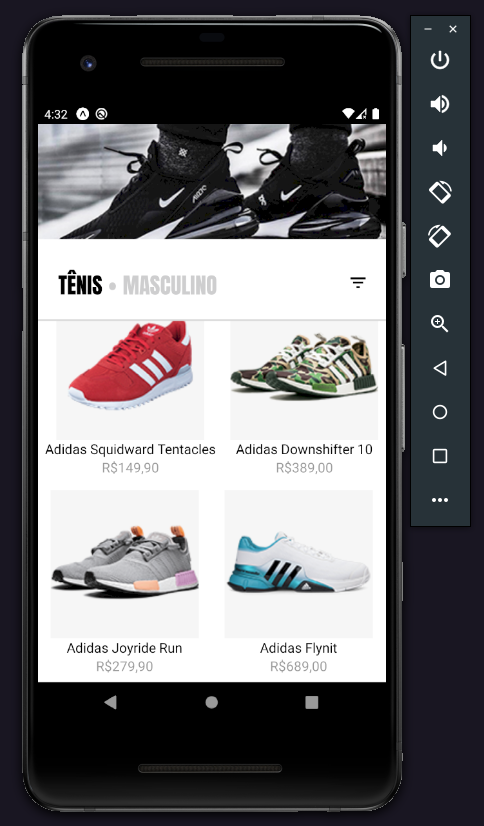 4:32
TÊNIS • MASCULINO
Adidas Squidward Tentacles
R$149,90
Adidas Downshifter 10
R$389,00
Adidas Joyride Run
R$279,90
Adidas Flynit
R$689,00